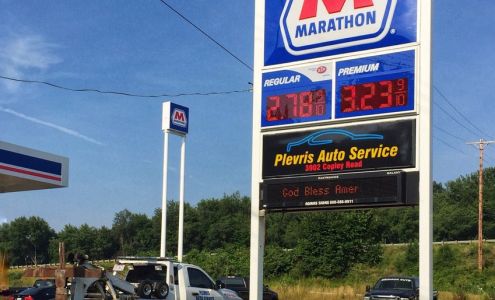 M
MARATHON
REGULAR
PREMIUM
2.78 9/10
3.23 9/10
Plevris Auto Service
3902 Copley Road
God Bless Amer
M